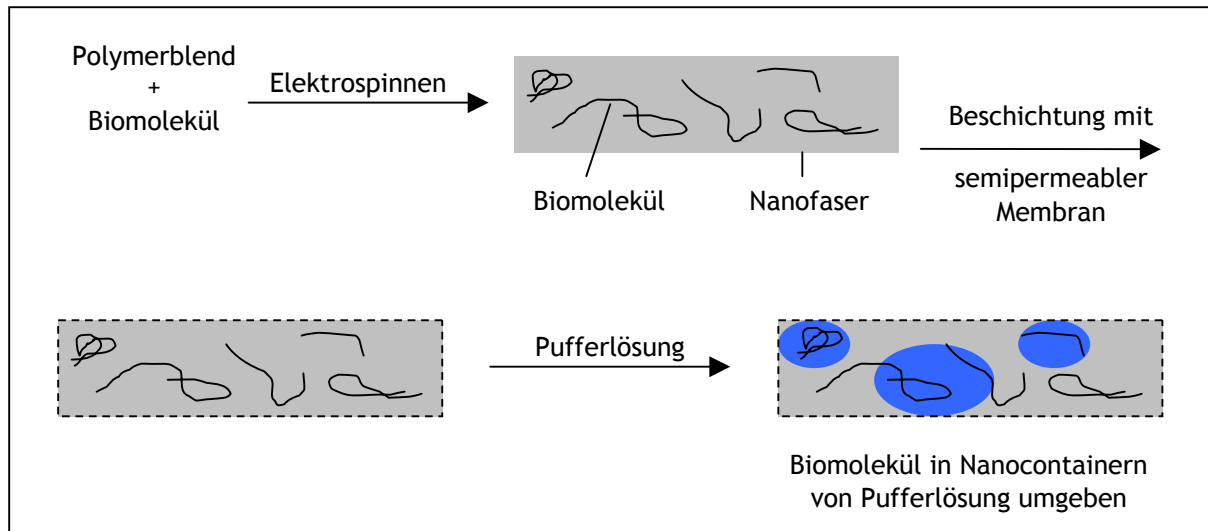 Polymerblend
+
Biomolekül
Elektrospinnen
Biomolekül
Nanofaser
Beschichtung mit
semipermeabler
Membran
Pufferlösung
Biomolekül in Nanocontainern
von Pufferlösung umgeben